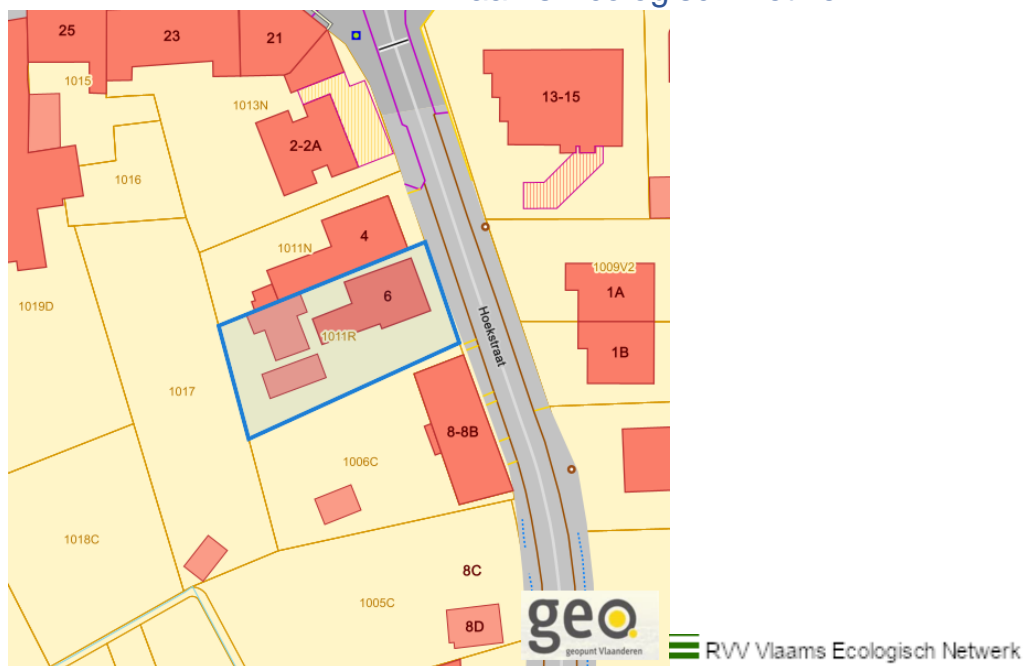 25
23
21
1015
1013N
13-15
2-2A
1016
4
1011N
1009V2
6
1A
1019D
Hoekstraat
1011R
1B
1017
8-8B
1006C
1018C
8C
1005C
8D
geo
geopunt Vlaanderen
RVV Vlaams Ecologisch Netwerk